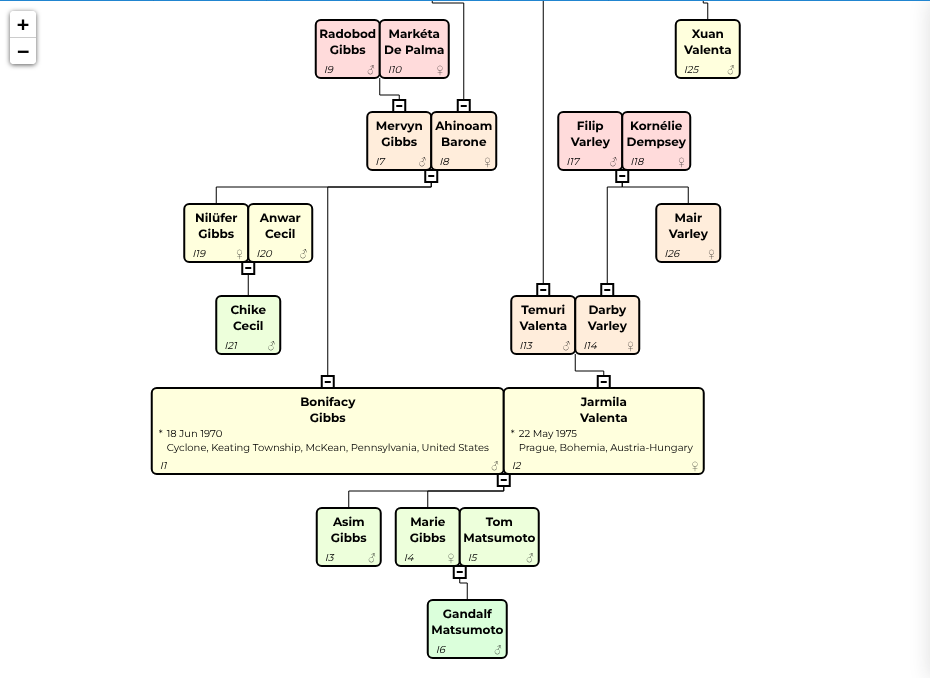 +
−
Radobod
Gibbs
I9 ♂
Markéta
De Palma
I10 ♀
Xuan
Valenta
I25 ♂
Mervyn
Gibbs
I7 ♂
Ahinoam
Barone
I8 ♀
Filip
Varley
I17 ♂
Kornélie
Dempsey
I18 ♀
Nilüfer
Gibbs
I19 ♀
Anwar
Cecil
I20 ♂
Mair
Varley
I26 ♀
Chike
Cecil
I21 ♂
Temuri
Valenta
I13 ♂
Darby
Varley
I14 ♀
Bonifacy
Gibbs
* 18 Jun 1970
Cyclone, Keating Township, McKean, Pennsylvania, United States
I1 ♂
Jarmila
Valenta
* 22 May 1975
Prague, Bohemia, Austria-Hungary
I2 ♀
Asim
Gibbs
I3 ♂
Marie
Gibbs
I4 ♀
Tom
Matsumoto
I5 ♂
Gandalf
Matsumoto
I6 ♂